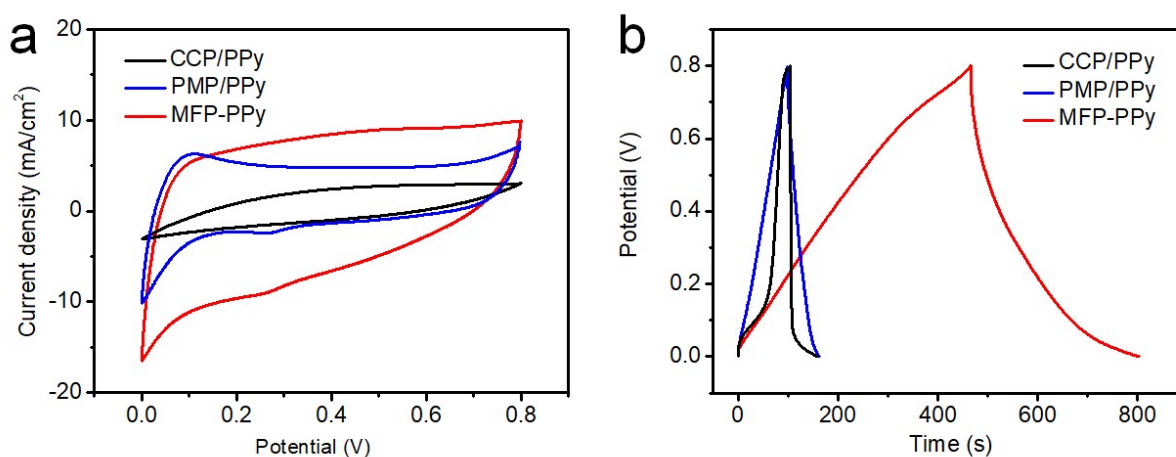 a
20
10
0
-10
-20
Current density (mA/cm²)
CCP/PPy
PMP/PPy
MFP-PPy
0.0 0.2 0.4 0.6 0.8
Potential (V)
b
0.8
0.6
0.4
0.2
0.0
Potential (V)
CCP/PPy
PMP/PPy
MFP-PPy
0 200 400 600 800
Time (s)